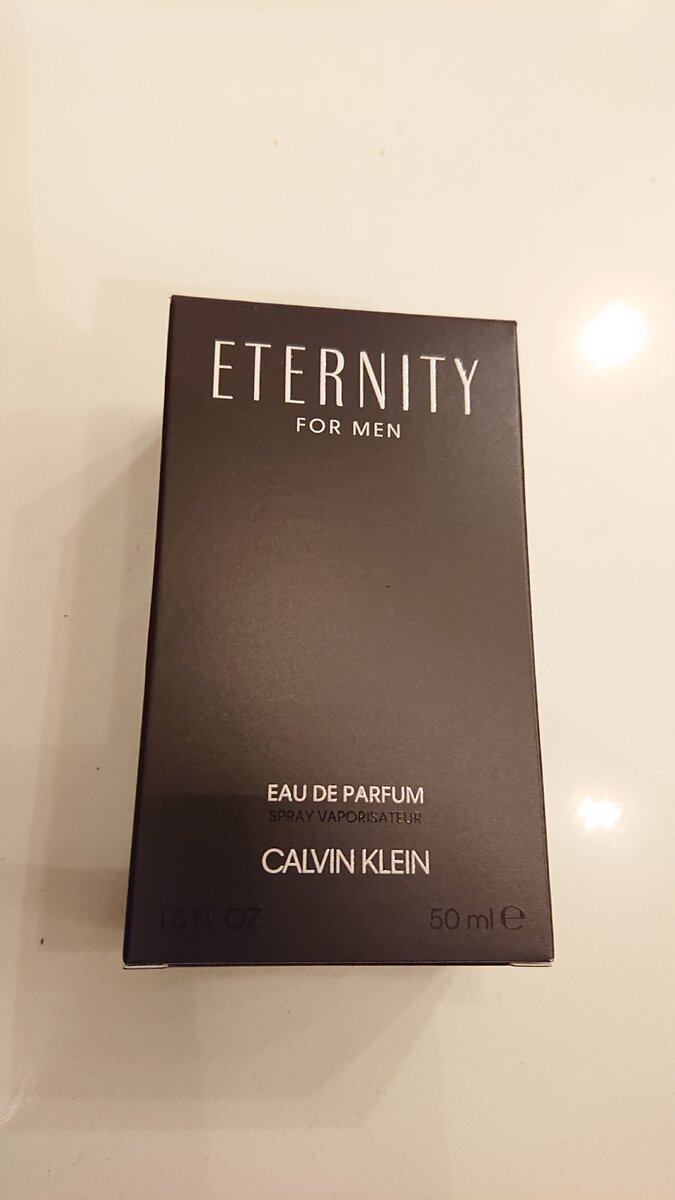 ETERNITY
FOR MEN
EAU DE PARFUM
SPRAY VAPORISATEUR
CALVIN KLEIN
1.6 FL OZ 50 ml ℮